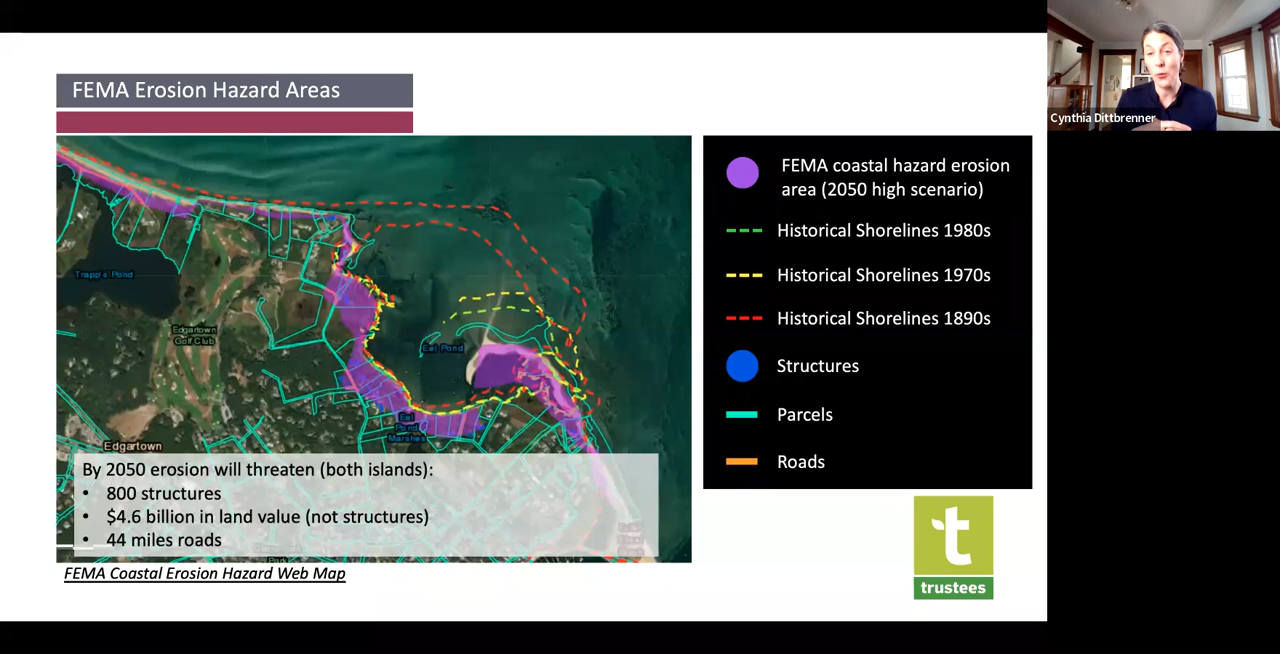 FEMA Erosion Hazard Areas
Cynthia Dittbrenner
Trapp's Pond
Edgartown
Golf Club
Eel Pond
Eel
Pond
Marshes
Edgartown
By 2050 erosion will threaten (both islands):
• 800 structures
• $4.6 billion in land value (not structures)
• 44 miles roads
FEMA Coastal Erosion Hazard Web Map
FEMA coastal hazard erosion
area (2050 high scenario)
Historical Shorelines 1980s
Historical Shorelines 1970s
Historical Shorelines 1890s
Structures
Parcels
Roads
t
trustees